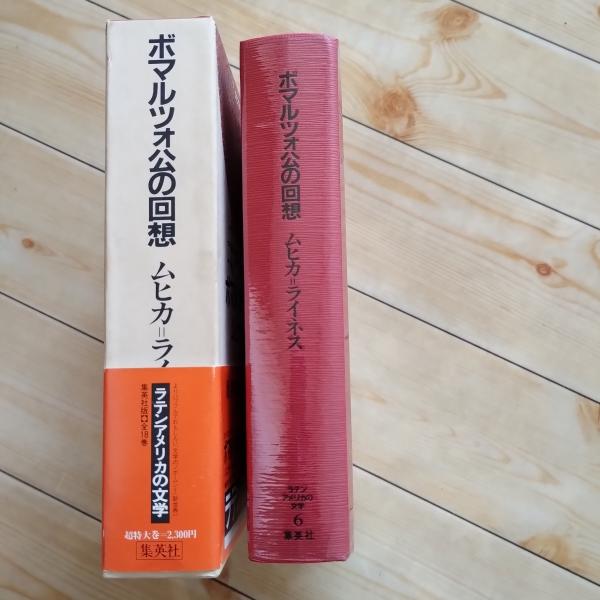 ボマルツォ公の回想
ムヒカ=ライ
ラテンアメリカの文学
集英社版 全18巻
超特大巻=2,300円
集英社
ボマルツォ公の回想
ムヒカ=ライネス
ラテン
アメリカの
文学
6
集英社